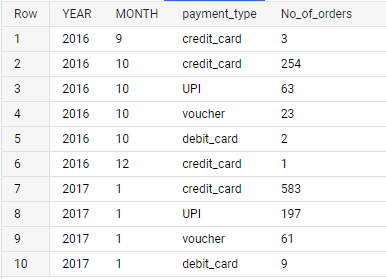 Row YEAR MONTH payment_type No_of_orders
1 2016 9 credit_card 3
2 2016 10 credit_card 254
3 2016 10 UPI 63
4 2016 10 voucher 23
5 2016 10 debit_card 2
6 2016 12 credit_card 1
7 2017 1 credit_card 583
8 2017 1 UPI 197
9 2017 1 voucher 61
10 2017 1 debit_card 9